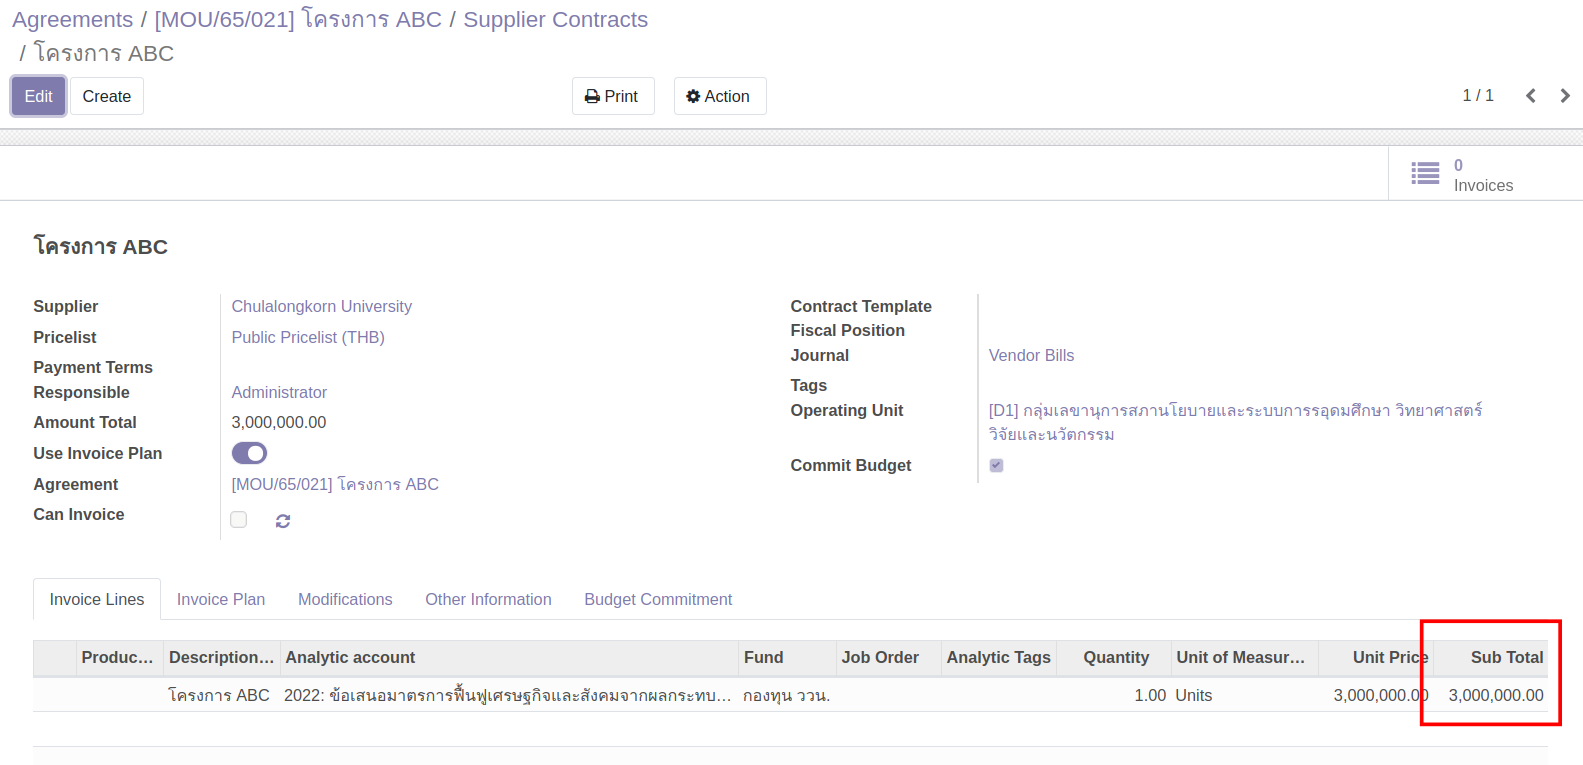 Agreements / [MOU/65/021] โครงการ ABC / Supplier Contracts
/ โครงการ ABC
Edit Create Print Action 1 / 1
0
Invoices
โครงการ ABC
Supplier Chulalongkorn University
Pricelist Public Pricelist (THB)
Payment Terms
Responsible Administrator
Amount Total 3,000,000.00
Use Invoice Plan
Agreement [MOU/65/021] โครงการ ABC
Can Invoice
Contract Template
Fiscal Position
Journal Vendor Bills
Tags
Operating Unit [D1] กลุ่มเลขานุการสภานโยบายและระบบการรอุดมศึกษา วิทยาศาสตร์
วิจัยและนวัตกรรม
Commit Budget
Invoice Lines Invoice Plan Modifications Other Information Budget Commitment
Produc... Description... Analytic account Fund Job Order Analytic Tags Quantity Unit of Measur... Unit Price Sub Total
โครงการ ABC 2022: ข้อเสนอมาตรการฟื้นฟูเศรษฐกิจและสังคมจากผลกระทบ... กองทุน ววน. 1.00 Units 3,000,000.00 3,000,000.00